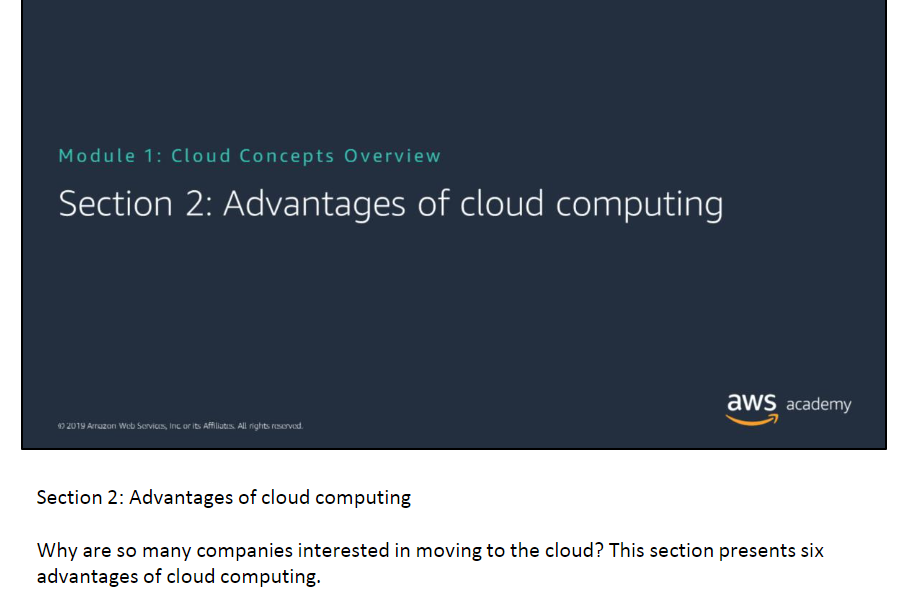 Module 1: Cloud Concepts Overview
Section 2: Advantages of cloud computing
aws academy
© 2019 Amazon Web Services, Inc. or its Affiliates. All rights reserved.
Section 2: Advantages of cloud computing
Why are so many companies interested in moving to the cloud? This section presents six
advantages of cloud computing.